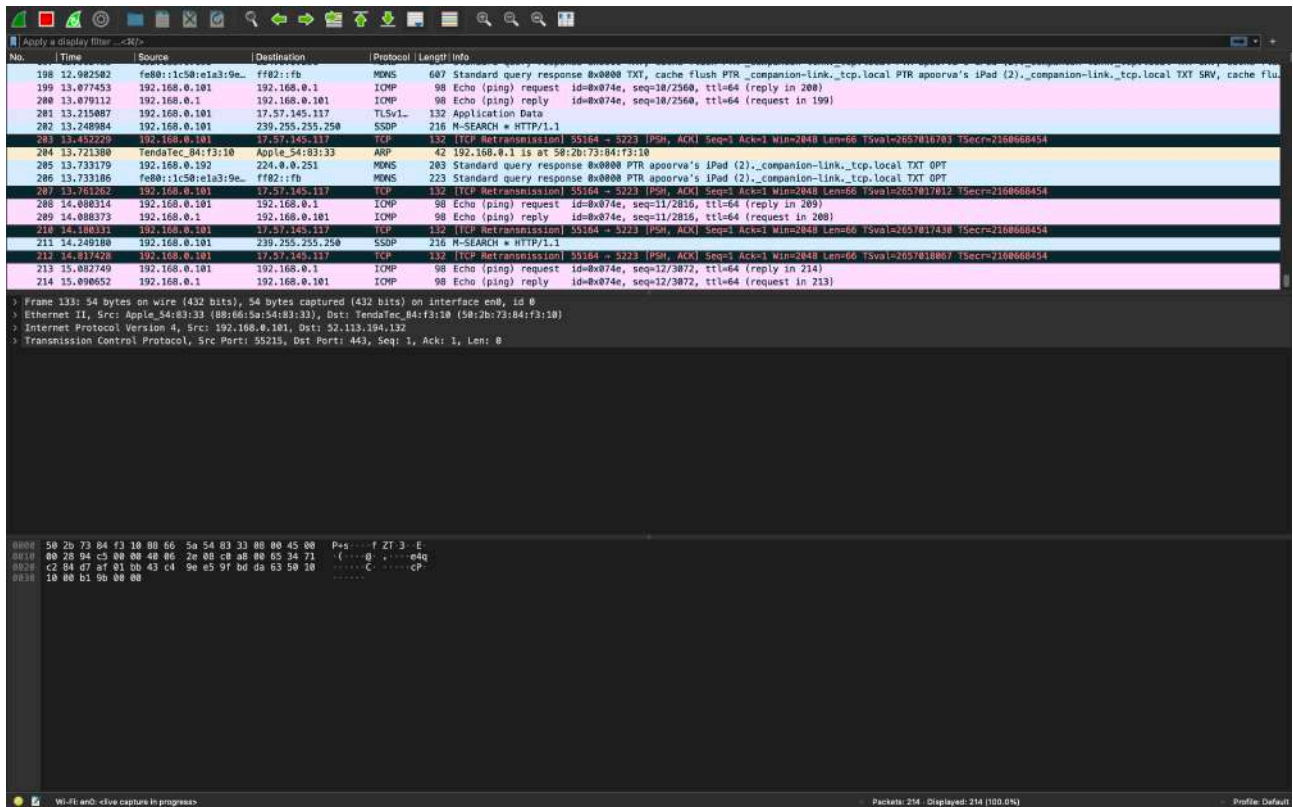 Apply a display filter ... <⌘/>
No. Time Source Destination Protocol Length Info
198 12.982502 fe80::1c50:e1a3:9e… ff02::fb MDNS 607 Standard query response 0x0000 TXT, cache flush PTR _companion-link._tcp.local PTR apoorva's iPad (2)._companion-link._tcp.local TXT SRV, cache flu…
199 13.077453 192.168.0.101 192.168.0.1 ICMP 98 Echo (ping) request id=0x074e, seq=10/2560, ttl=64 (reply in 200)
200 13.079112 192.168.0.1 192.168.0.101 ICMP 98 Echo (ping) reply id=0x074e, seq=10/2560, ttl=64 (request in 199)
201 13.215087 192.168.0.101 17.57.145.117 TLSv1… 132 Application Data
202 13.248984 192.168.0.101 239.255.255.250 SSDP 216 M-SEARCH * HTTP/1.1
203 13.452229 192.168.0.101 17.57.145.117 TCP 132 [TCP Retransmission] 55164 → 5223 [PSH, ACK] Seq=1 Ack=1 Win=2048 Len=66 TSval=2657016703 TSecr=2160668454
204 13.721380 TendaTec_84:f3:10 Apple_54:83:33 ARP 42 192.168.0.1 is at 50:2b:73:84:f3:10
205 13.733179 192.168.0.192 224.0.0.251 MDNS 203 Standard query response 0x0000 PTR apoorva's iPad (2)._companion-link._tcp.local TXT OPT
206 13.733186 fe80::1c50:e1a3:9e… ff02::fb MDNS 223 Standard query response 0x0000 PTR apoorva's iPad (2)._companion-link._tcp.local TXT OPT
207 13.761262 192.168.0.101 17.57.145.117 TCP 132 [TCP Retransmission] 55164 → 5223 [PSH, ACK] Seq=1 Ack=1 Win=2048 Len=66 TSval=2657017012 TSecr=2160668454
208 14.080314 192.168.0.101 192.168.0.1 ICMP 98 Echo (ping) request id=0x074e, seq=11/2816, ttl=64 (reply in 209)
209 14.088373 192.168.0.1 192.168.0.101 ICMP 98 Echo (ping) reply id=0x074e, seq=11/2816, ttl=64 (request in 208)
210 14.180331 192.168.0.101 17.57.145.117 TCP 132 [TCP Retransmission] 55164 → 5223 [PSH, ACK] Seq=1 Ack=1 Win=2048 Len=66 TSval=2657017430 TSecr=2160668454
211 14.249180 192.168.0.101 239.255.255.250 SSDP 216 M-SEARCH * HTTP/1.1
212 14.817428 192.168.0.101 17.57.145.117 TCP 132 [TCP Retransmission] 55164 → 5223 [PSH, ACK] Seq=1 Ack=1 Win=2048 Len=66 TSval=2657018067 TSecr=2160668454
213 15.082749 192.168.0.101 192.168.0.1 ICMP 98 Echo (ping) request id=0x074e, seq=12/3072, ttl=64 (reply in 214)
214 15.090652 192.168.0.1 192.168.0.101 ICMP 98 Echo (ping) reply id=0x074e, seq=12/3072, ttl=64 (request in 213)
> Frame 133: 54 bytes on wire (432 bits), 54 bytes captured (432 bits) on interface en0, id 0
> Ethernet II, Src: Apple_54:83:33 (88:66:5a:54:83:33), Dst: TendaTec_84:f3:10 (50:2b:73:84:f3:10)
> Internet Protocol Version 4, Src: 192.168.0.101, Dst: 52.113.194.132
> Transmission Control Protocol, Src Port: 55215, Dst Port: 443, Seq: 1, Ack: 1, Len: 0
0000 50 2b 73 84 f3 10 88 66 5a 54 83 33 08 00 45 00 P+s····f ZT·3··E·
0010 00 28 94 c5 00 00 40 06 2e 08 c0 a8 00 65 34 71 ·(····@· .····e4q
0020 c2 84 d7 af 01 bb 43 c4 9e e5 9f bd da 63 50 10 ······C· ·····cP·
0030 10 00 b1 9b 00 00 ······
Wi-Fi: en0: <live capture in progress>
Packets: 214 · Displayed: 214 (100.0%)
Profile: Default